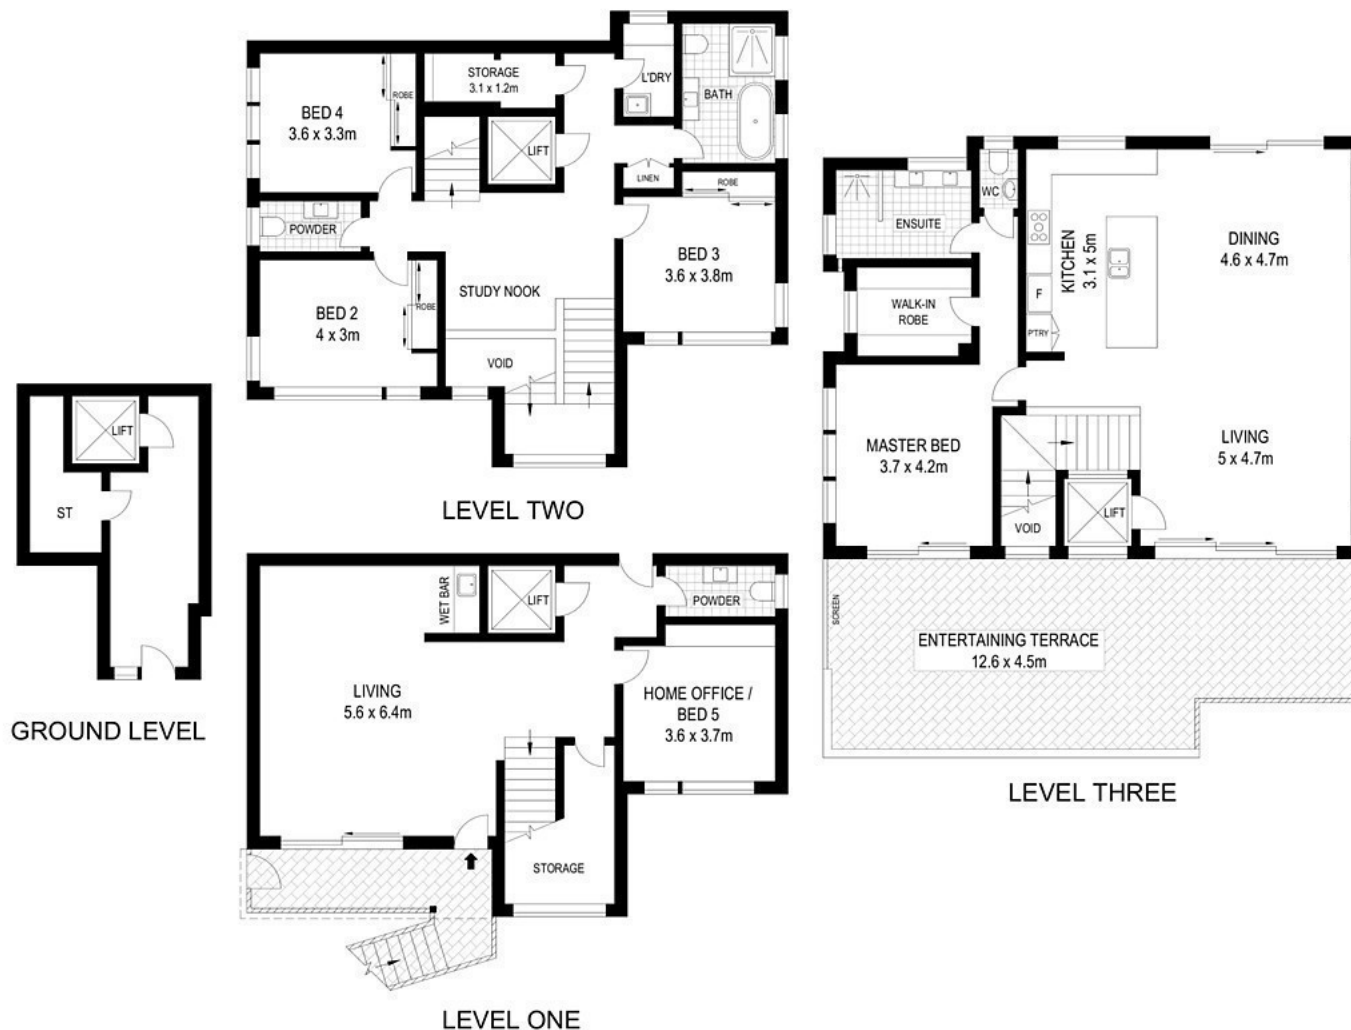 STORAGE
3.1 x 1.2m
L'DRY
BATH
BED 4
3.6 x 3.3m
ROBE
LIFT
LINEN
ROBE
POWDER
BED 3
3.6 x 3.8m
BED 2
4 x 3m
ROBE
STUDY NOOK
VOID
LEVEL TWO
LIFT
ST
GROUND LEVEL
WET BAR
LIFT
POWDER
LIVING
5.6 x 6.4m
HOME OFFICE /
BED 5
3.6 x 3.7m
STORAGE
LEVEL ONE
WC
ENSUITE
KITCHEN
3.1 x 5m
DINING
4.6 x 4.7m
WALK-IN
ROBE
F
P'TRY
MASTER BED
3.7 x 4.2m
LIVING
5 x 4.7m
VOID
LIFT
SCREEN
ENTERTAINING TERRACE
12.6 x 4.5m
LEVEL THREE